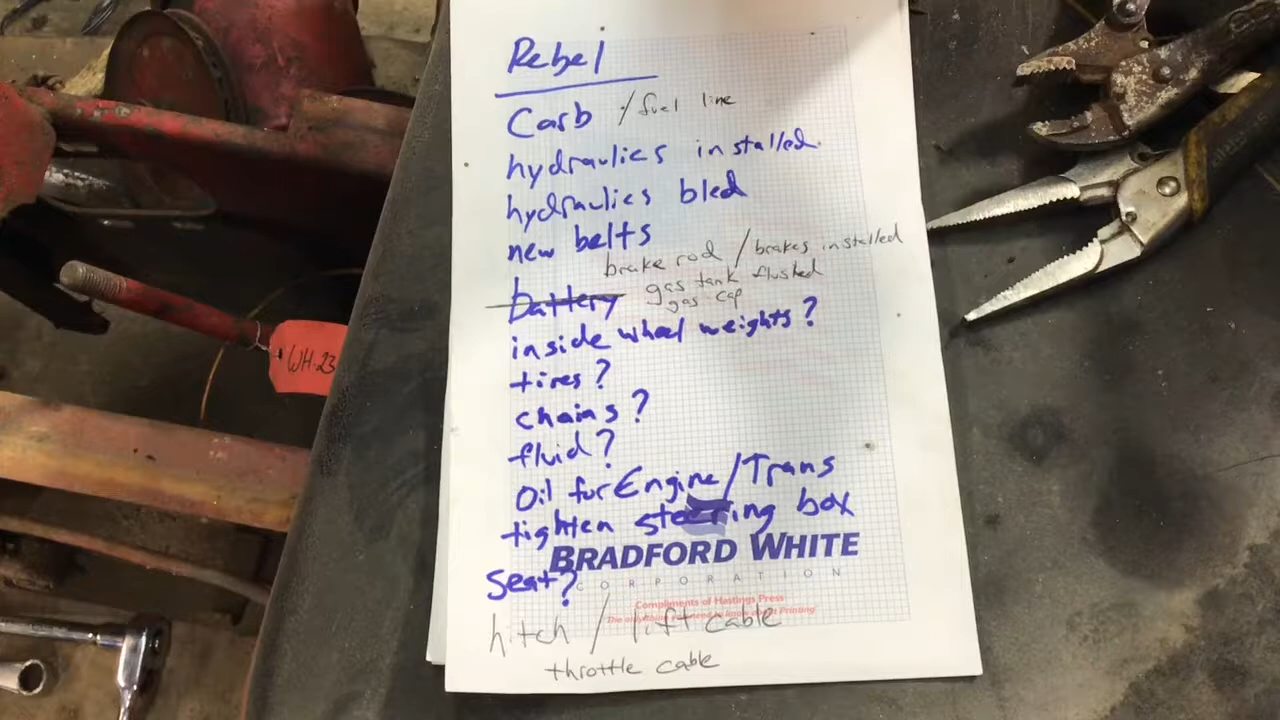 Rebel
Carb / fuel line
hydraulics installed
hydraulics bled
new belts
brake rod / brakes installed
battery gas tank flushed
gas cap
inside wheel weights?
tires?
chains?
fluid?
Oil for Engine/Trans
tighten steering box
BRADFORD WHITE
CORPORATION
Seat?
Compliments of Hastings Press
hitch / lift cable
throttle cable
WH-23